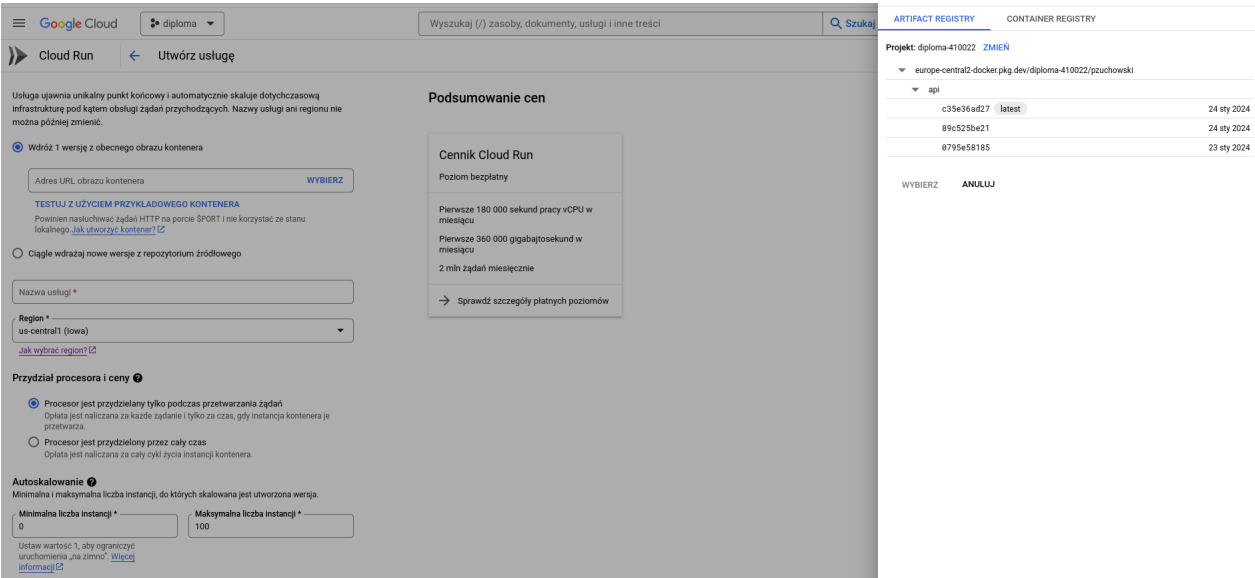 Google Cloud
diploma
Wyszukaj (/) zasoby, dokumenty, usługi i inne treści
Szukaj
Cloud Run
Utwórz usługę
Usługa ujawnia unikalny punkt końcowy i automatycznie skaluje dotychczasową
infrastrukturę pod kątem obsługi żądań przychodzących. Nazwy usługi ani regionu nie
można później zmienić.
Wdróż 1 wersję z obecnego obrazu kontenera
Adres URL obrazu kontenera
WYBIERZ
TESTUJ Z UŻYCIEM PRZYKŁADOWEGO KONTENERA
Powinien nasłuchiwać żądań HTTP na porcie $PORT i nie korzystać ze stanu
lokalnego. Jak utworzyć kontener?
Ciągle wdrażaj nowe wersje z repozytorium źródłowego
Nazwa usługi *
Region *
us-central1 (Iowa)
Jak wybrać region?
Przydział procesora i ceny
Procesor jest przydzielany tylko podczas przetwarzania żądań
Opłata jest naliczana za każde żądanie i tylko za czas, gdy instancja kontenera je
przetwarza.
Procesor jest przydzielony przez cały czas
Opłata jest naliczana za cały cykl życia instancji kontenera.
Autoskalowanie
Minimalna i maksymalna liczba instancji, do których skalowana jest utworzona wersja.
Minimalna liczba instancji *
0
Maksymalna liczba instancji *
100
Ustaw wartość 1, aby ograniczyć
uruchomienia „na zimno”. Więcej
informacji
Podsumowanie cen
Cennik Cloud Run
Poziom bezpłatny
Pierwsze 180 000 sekund pracy vCPU w
miesiącu
Pierwsze 360 000 gigabajtosekund w
miesiącu
2 mln żądań miesięcznie
Sprawdź szczegóły płatnych poziomów
ARTIFACT REGISTRY
CONTAINER REGISTRY
Projekt: diploma-410022 ZMIEŃ
europe-central2-docker.pkg.dev/diploma-410022/pzuchowski
api
c35e36ad27 latest 24 sty 2024
89c525be21 24 sty 2024
0795e58185 23 sty 2024
WYBIERZ
ANULUJ